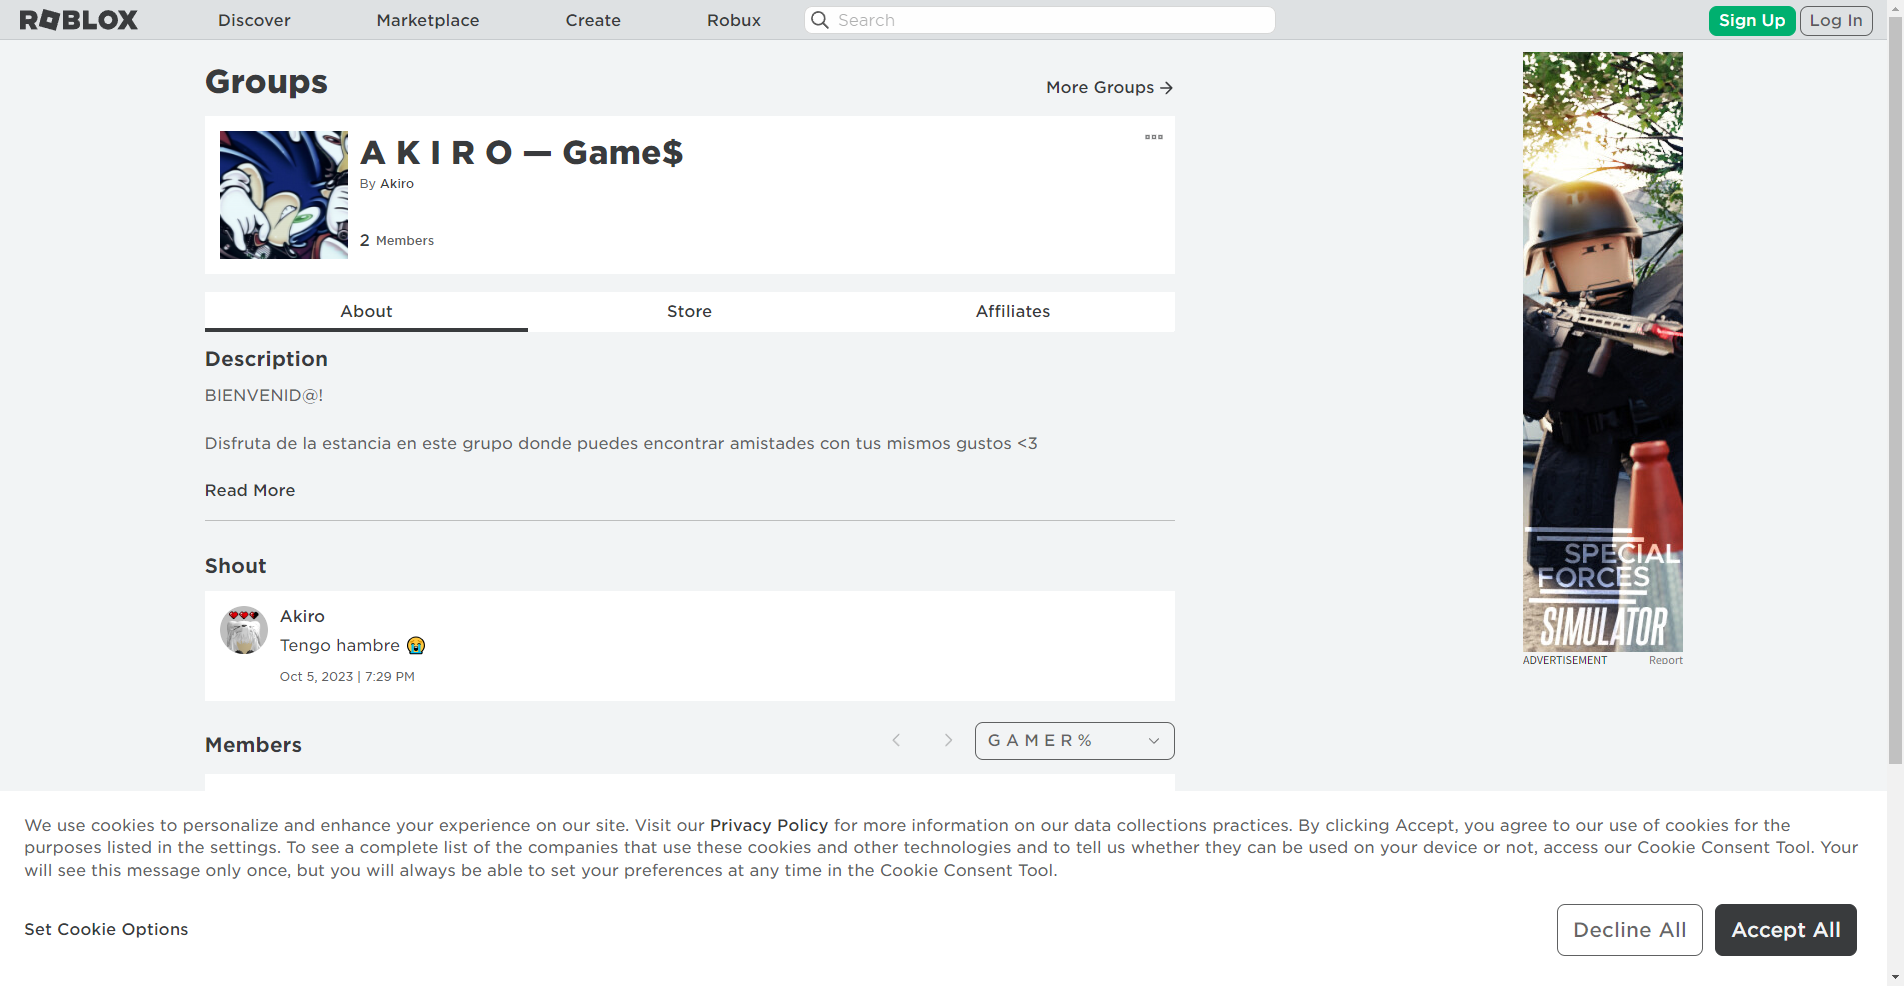 ROBLOX
Discover
Marketplace
Create
Robux
Search
Sign Up
Log In
Groups
More Groups
A K I R O — Game$
By Akiro
2 Members
About
Store
Affiliates
Description
BIENVENID@!
Disfruta de la estancia en este grupo donde puedes encontrar amistades con tus mismos gustos <3
Read More
Shout
Akiro
Tengo hambre 😭
Oct 5, 2023 | 7:29 PM
Members
G A M E R %
SPECIAL
FORCES
SIMULATOR
ADVERTISEMENT
Report
We use cookies to personalize and enhance your experience on our site. Visit our Privacy Policy for more information on our data collections practices. By clicking Accept, you agree to our use of cookies for the
purposes listed in the settings. To see a complete list of the companies that use these cookies and other technologies and to tell us whether they can be used on your device or not, access our Cookie Consent Tool. Your
will see this message only once, but you will always be able to set your preferences at any time in the Cookie Consent Tool.
Set Cookie Options
Decline All
Accept All